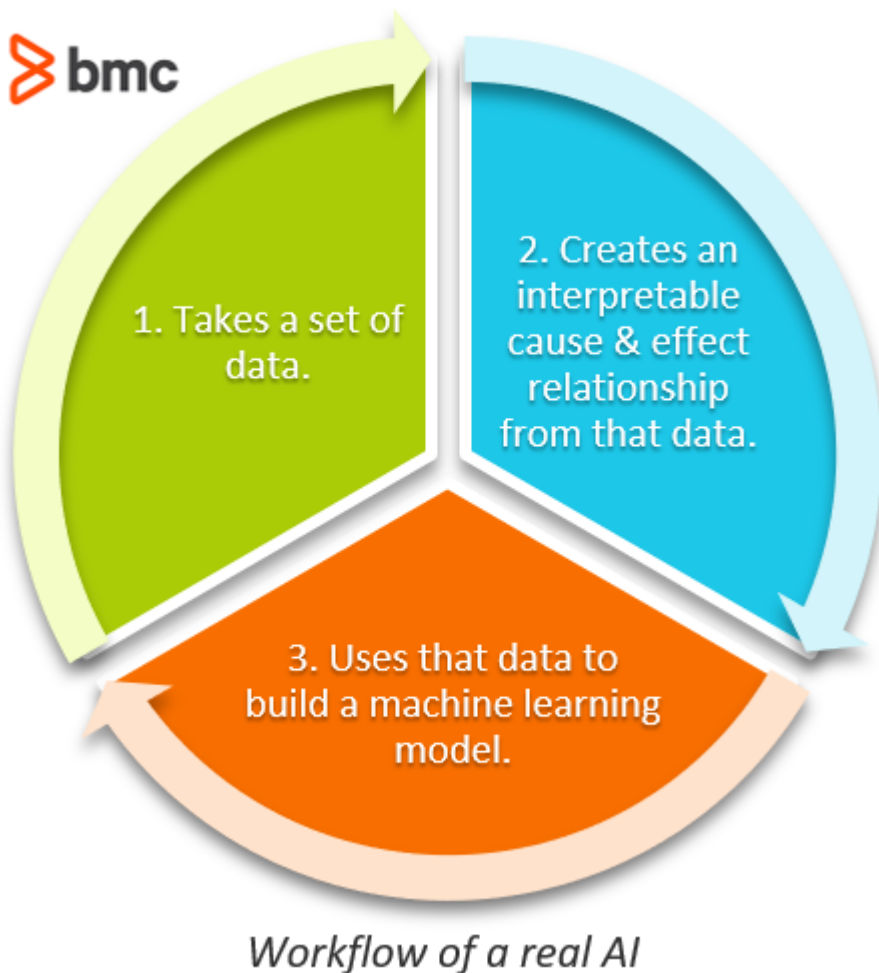 bmc
1. Takes a set of
data.
2. Creates an
interpretable
cause & effect
relationship
from that data.
3. Uses that data to
build a machine learning
model.
Workflow of a real AI